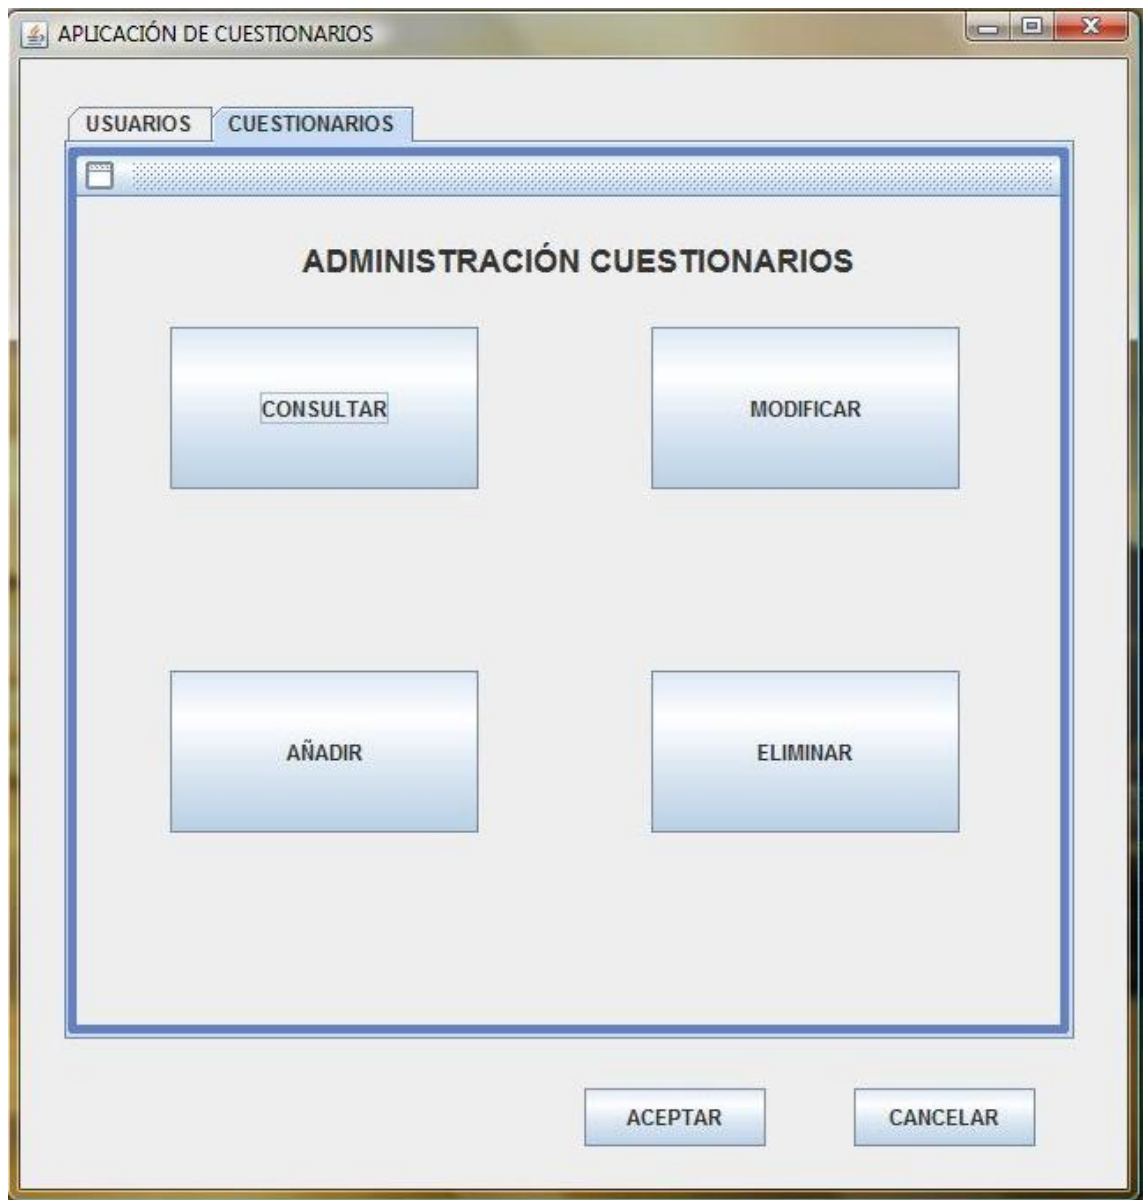 APLICACIÓN DE CUESTIONARIOS
USUARIOS CUESTIONARIOS
ADMINISTRACIÓN CUESTIONARIOS
CONSULTAR MODIFICAR
AÑADIR ELIMINAR
ACEPTAR CANCELAR